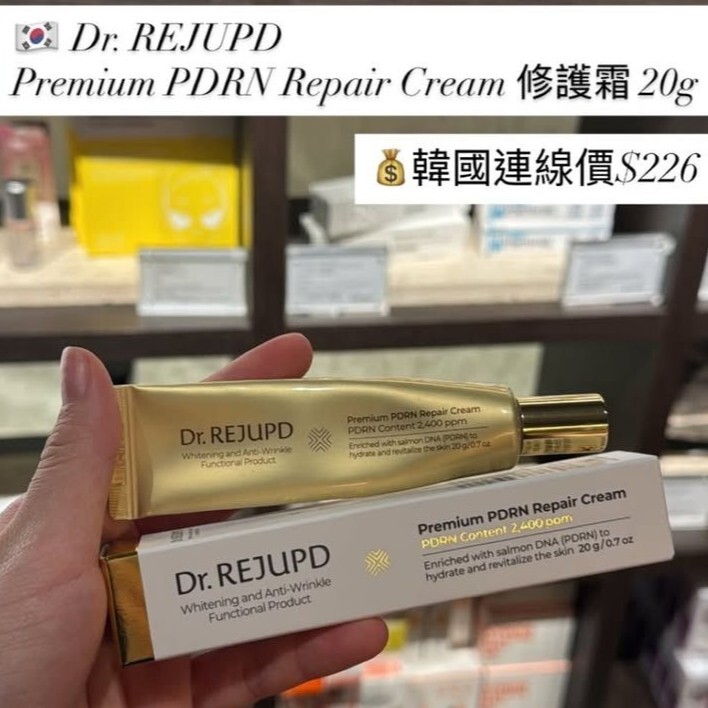 🇰🇷 Dr. REJUPD
Premium PDRN Repair Cream 修護霜 20g
💰韓國連線價$226
Dr. REJUPD
Whitening and Anti-Wrinkle
Functional Product
Premium PDRN Repair Cream
PDRN Content 2,400 ppm
Enriched with salmon DNA (PDRN) to
hydrate and revitalize the skin 20 g/0.7 oz
Dr. REJUPD
Whitening and Anti-Wrinkle
Functional Product
Premium PDRN Repair Cream
PDRN Content 2,400 ppm
Enriched with salmon DNA (PDRN) to
hydrate and revitalize the skin 20 g/0.7 oz